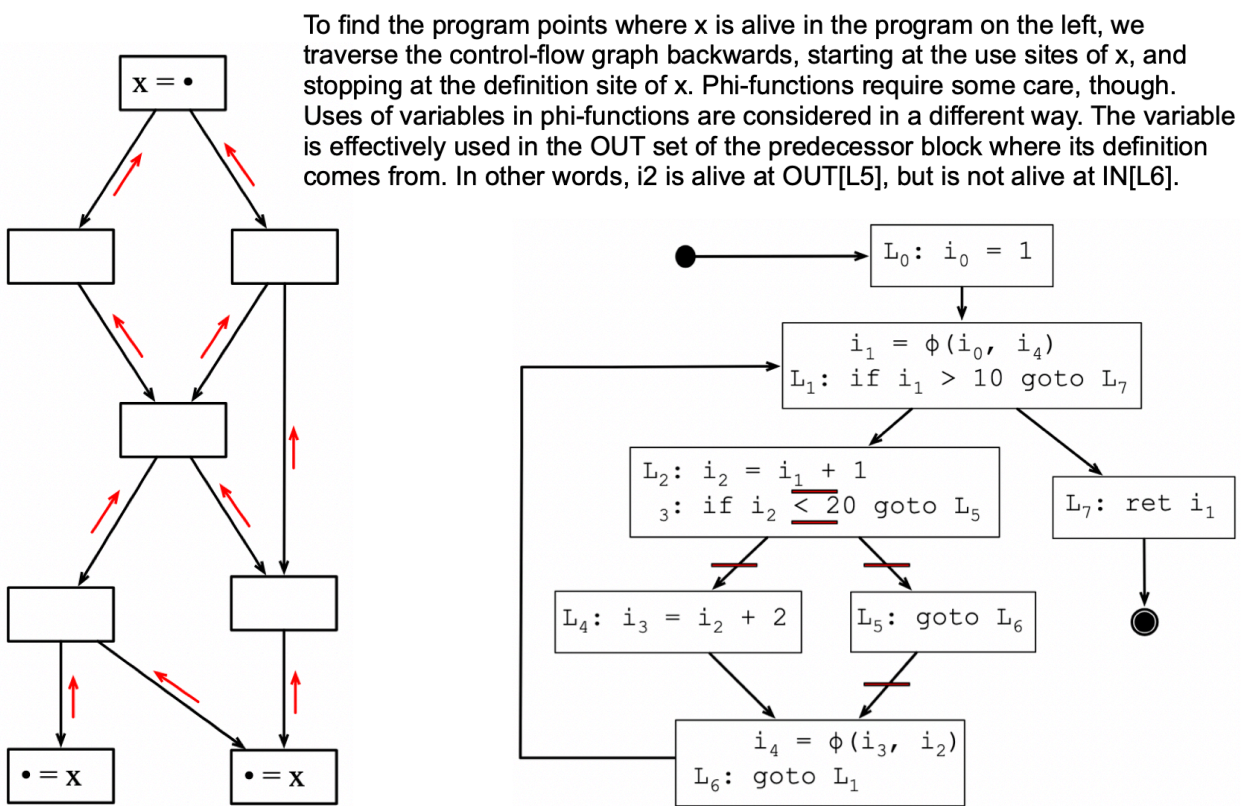 To find the program points where x is alive in the program on the left, we
traverse the control-flow graph backwards, starting at the use sites of x, and
stopping at the definition site of x. Phi-functions require some care, though.
Uses of variables in phi-functions are considered in a different way. The variable
is effectively used in the OUT set of the predecessor block where its definition
comes from. In other words, i2 is alive at OUT[L5], but is not alive at IN[L6].
x = •
• = x
• = x
L₀: i₀ = 1
i₁ = ϕ(i₀, i₄)
L₁: if i₁ > 10 goto L₇
L₂: i₂ = i₁ + 1
₃: if i₂ < 20 goto L₅
L₇: ret i₁
L₄: i₃ = i₂ + 2
L₅: goto L₆
i₄ = ϕ(i₃, i₂)
L₆: goto L₁